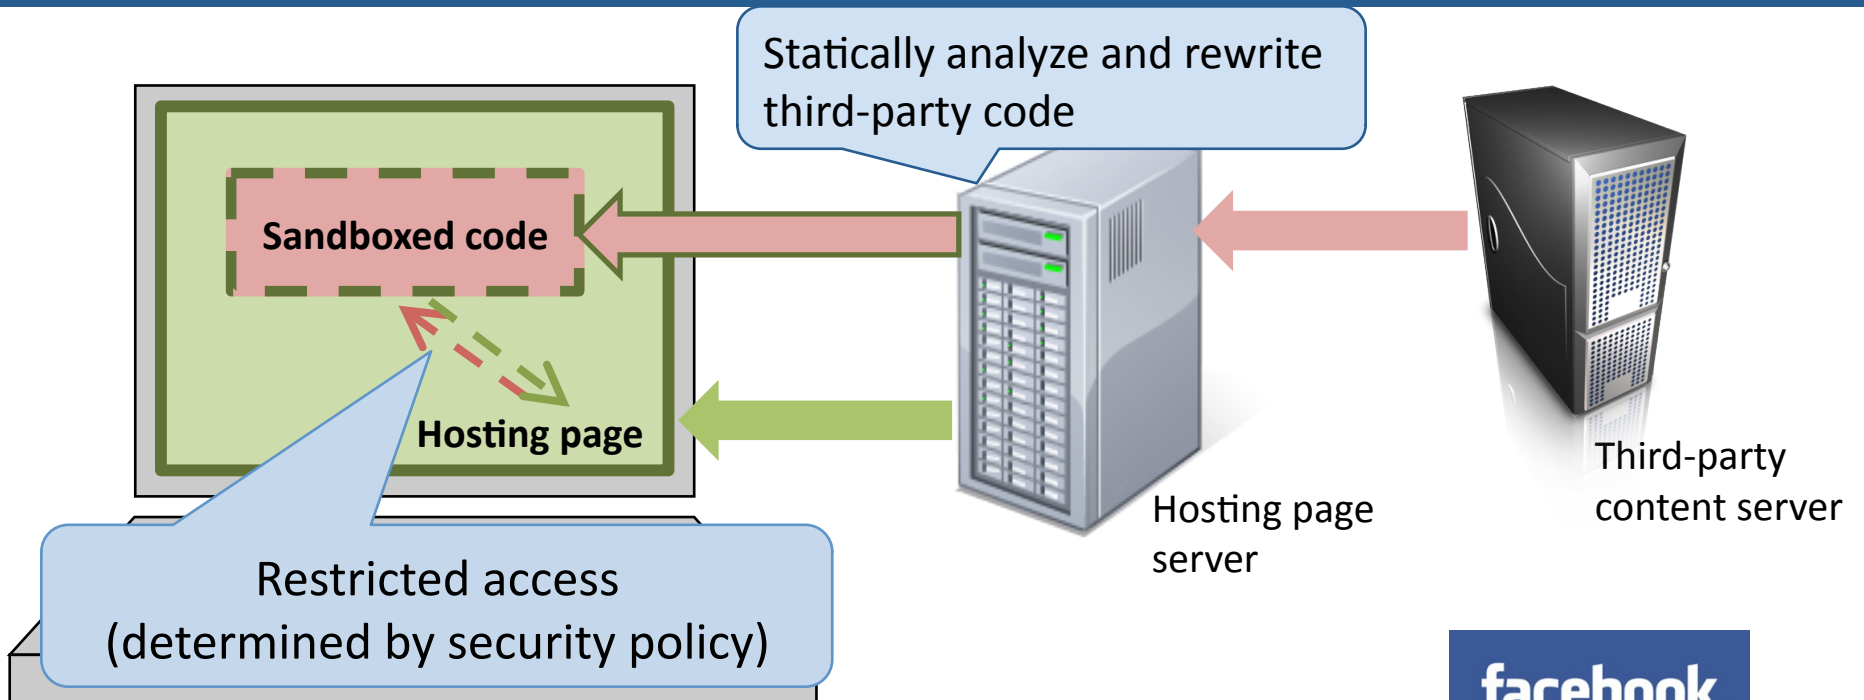 Statically analyze and rewrite
third-party code
Sandboxed code
Hosting page
Third-party
content server
Hosting page
server
Restricted access
(determined by security policy)
facebook